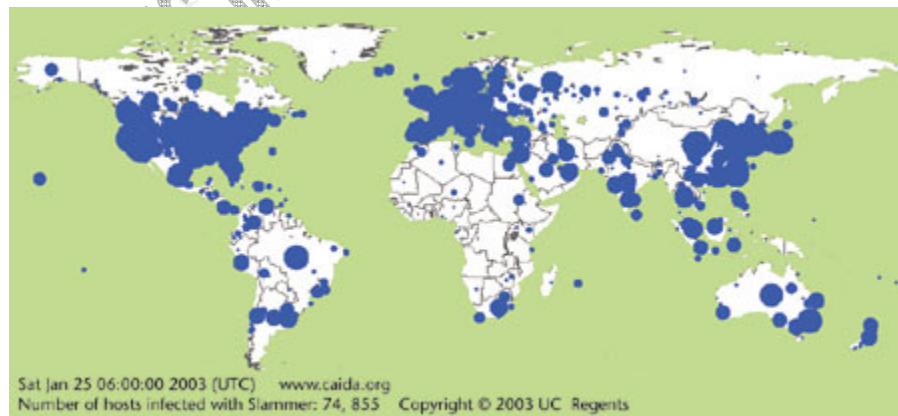 Sat Jan 25 06:00:00 2003 (UTC) www.caida.org
Number of hosts infected with Slammer: 74, 855 Copyright © 2003 UC Regents